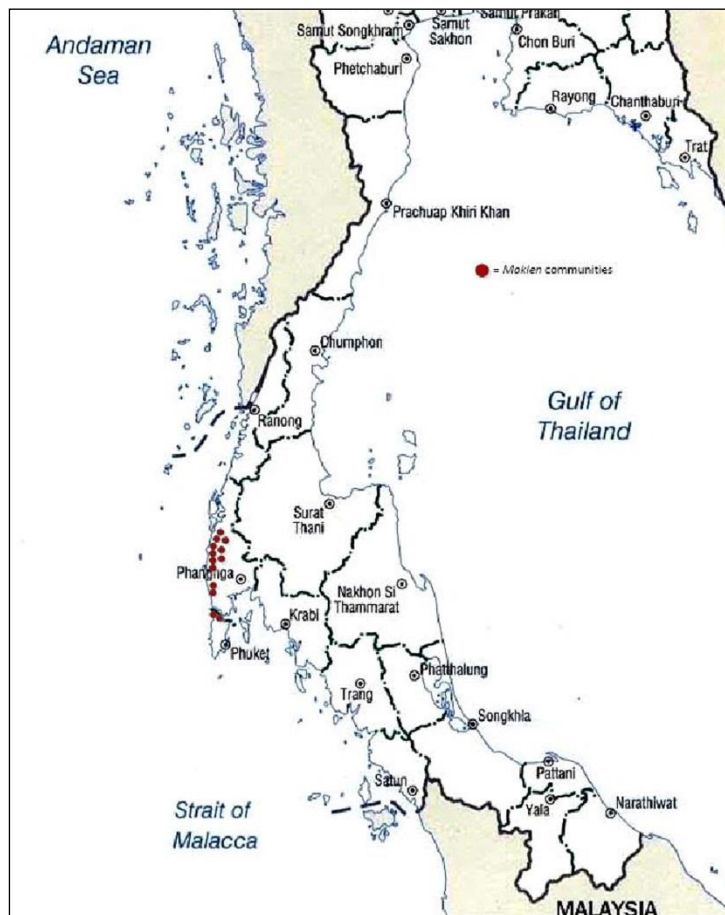 Andaman
Sea
Samut Songkhram
Samut
Sakhon
Samut Prakan
Chon Buri
Phetchaburi
Rayong
Chanthaburi
Trat
Prachuap Khiri Khan
= Moklen communities
Chumphon
Gulf of
Thailand
Ranong
Surat
Thani
Phangnga
Nakhon Si
Thammarat
Krabi
Phuket
Phatthalung
Trang
Songkhla
Pattani
Satun
Yala
Narathiwat
Strait of
Malacca
MALAYSIA